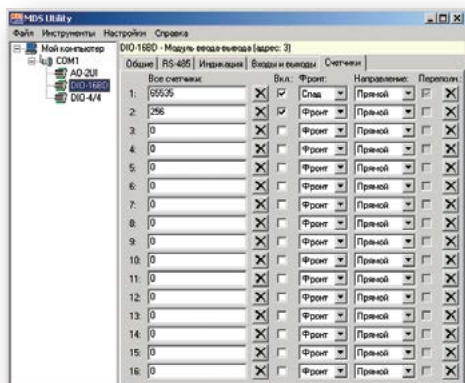 MDS Utility
Файл Инструменты Настройки Справка
Мой компьютер
COM1
AO-2UI
DIO-16BD
DIO-4/4
DIO-16BD - Модуль ввода-вывода (адрес: 3)
Общие RS-485 Индикация Входы и выходы Счетчики
Все счетчики: Вкл.: Фронт: Направление: Переполн.:
1: 65535 Спад Прямой
2: 256 Фронт Прямой
3: 0 Фронт Прямой
4: 0 Фронт Прямой
5: 0 Фронт Прямой
6: 0 Фронт Прямой
7: 0 Фронт Прямой
8: 0 Фронт Прямой
9: 0 Фронт Прямой
10: 0 Фронт Прямой
11: 0 Фронт Прямой
12: 0 Фронт Прямой
13: 0 Фронт Прямой
14: 0 Фронт Прямой
15: 0 Фронт Прямой
16: 0 Фронт Прямой